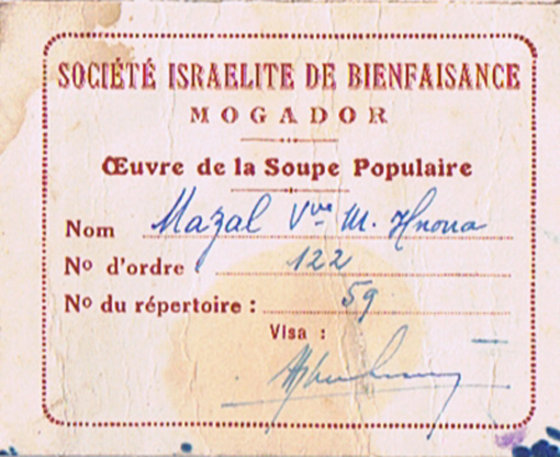 SOCIÉTÉ ISRAELITE DE BIENFAISANCE
MOGADOR
Œuvre de la Soupe Populaire
Nom Mazal Vve M. Hnona
No d'ordre : 122
No du répertoire : 59
Visa :